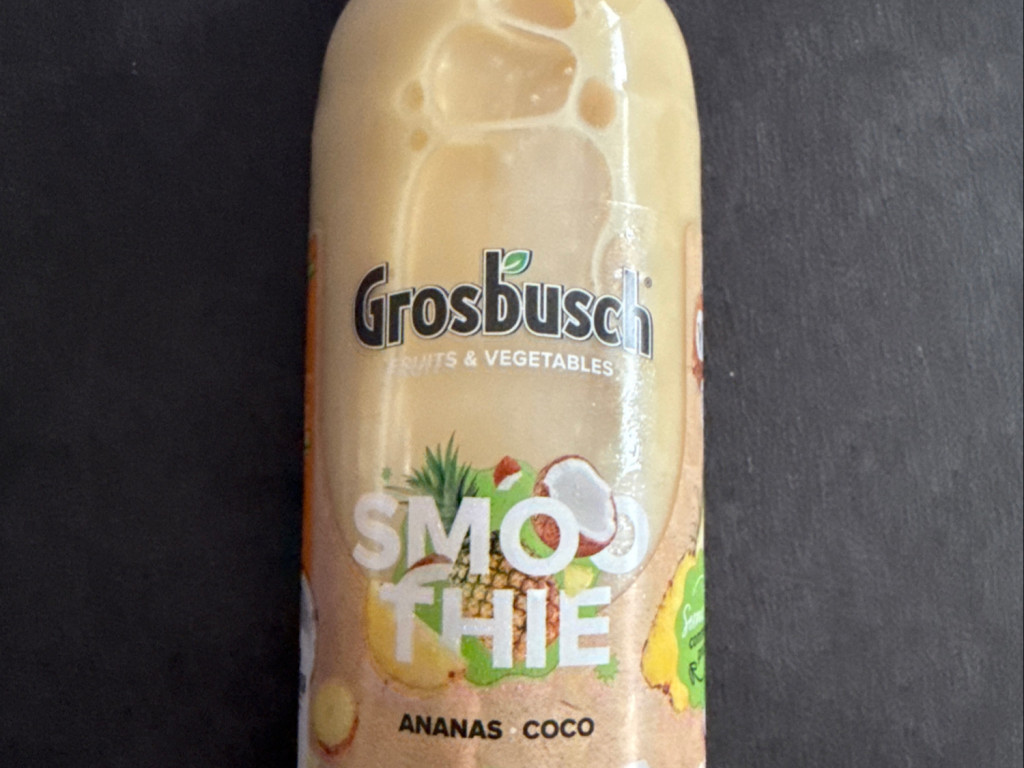 Grosbusch
FRUITS & VEGETABLES
SMOO
THIE
ANANAS · COCO